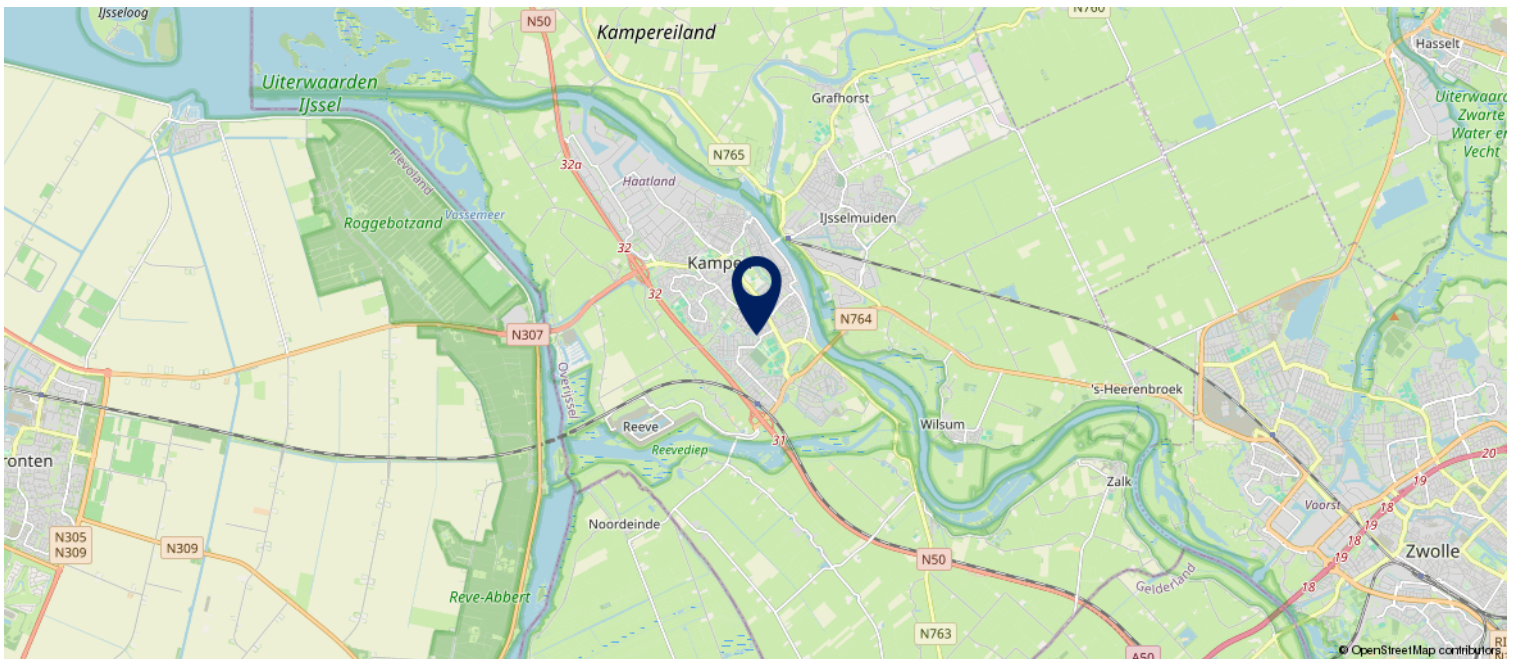 IJsseloog
N50
Kampereiland
N760
Hasselt
Uiterwaarden
IJssel
Grafhorst
Zwarte
Water en
Vecht
N765
32a
Flevoland
Haatland
Roggebotzand
Vossemeer
IJsselmuiden
32
32
N307
N764
Overijssel
's-Heerenbroek
Reeve
Wilsum
Reevediep
31
20
19
Zalk
18
Voorst
19
18
19
18
Noordeinde
N305
N309
N309
N50
Zwolle
Gelderland
Reve-Abbert
N763
A50
© OpenStreetMap contributors